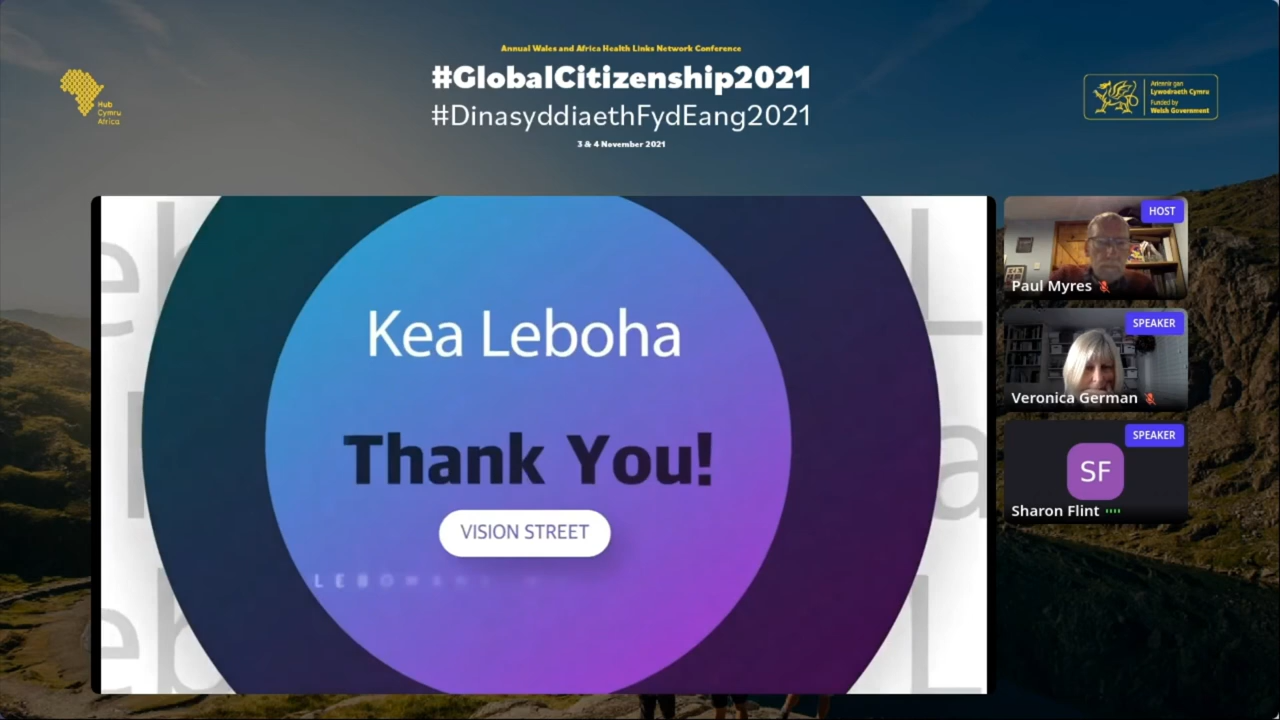 Annual Wales and Africa Health Links Network Conference
#GlobalCitizenship2021
#DinasyddiaethFydEang2021
3 & 4 November 2021
Hub
Cymru
Africa
Ariennir gan
Lywodraeth Cymru
Funded by
Welsh Government
Kea Leboha
Thank You!
VISION STREET
HOST
Paul Myres
SPEAKER
Veronica German
SPEAKER
SF
Sharon Flint